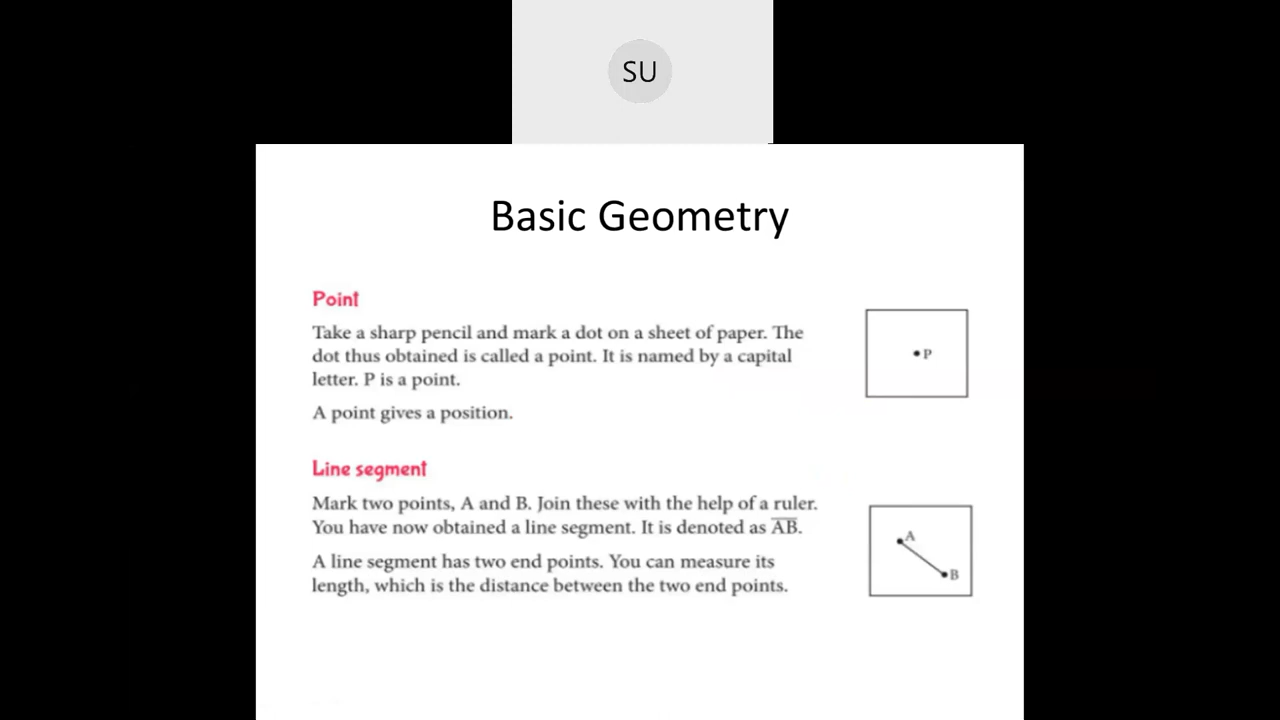 SU
Basic Geometry
Point
Take a sharp pencil and mark a dot on a sheet of paper. The
dot thus obtained is called a point. It is named by a capital
letter. P is a point.
P
A point gives a position.
Line segment
Mark two points, A and B. Join these with the help of a ruler.
You have now obtained a line segment. It is denoted as A̅B̅.
A line segment has two end points. You can measure its
length, which is the distance between the two end points.
A
B